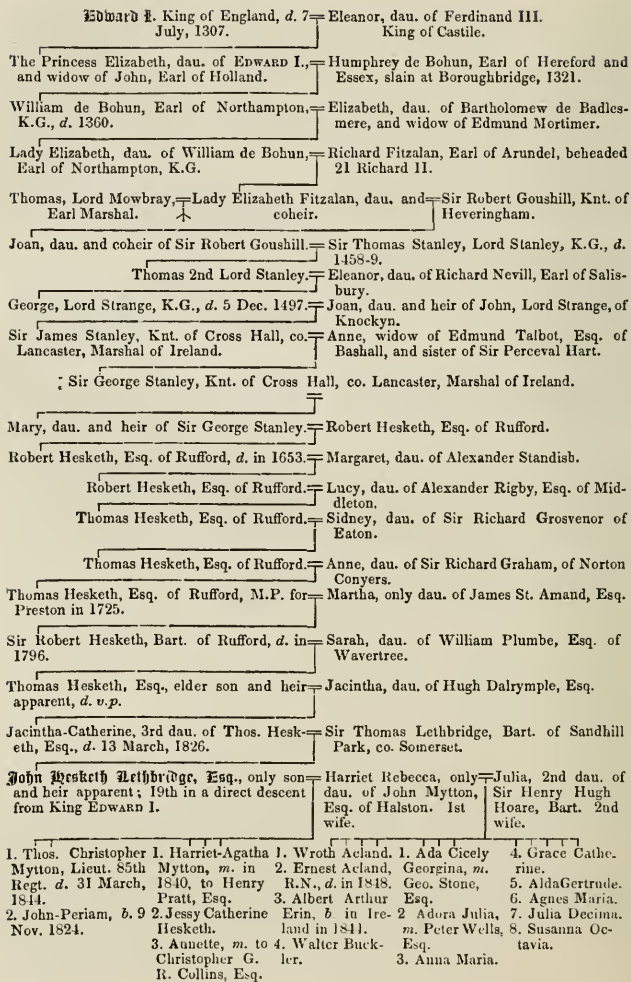 Edward I. King of England, d. 7 = Eleanor, dau. of Ferdinand III.
July, 1307. King of Castile.
The Princess Elizabeth, dau. of EDWARD I., = Humphrey de Bohun, Earl of Hereford and
and widow of John, Earl of Holland. Essex, slain at Boroughbridge, 1321.
William de Bohun, Earl of Northampton, = Elizabeth, dau. of Bartholomew de Badles-
K.G., d. 1360. mere, and widow of Edmund Mortimer.
Lady Elizabeth, dau. of William de Bohun, = Richard Fitzalan, Earl of Arundel, beheaded
Earl of Northampton, K.G. 21 Richard II.
Thomas, Lord Mowbray, = Lady Elizabeth Fitzalan, dau. and = Sir Robert Goushill, Knt. of
Earl Marshal. coheir. Heveringham.
Joan, dau. and coheir of Sir Robert Goushill. = Sir Thomas Stanley, Lord Stanley, K.G., d.
1458-9.
Thomas 2nd Lord Stanley. = Eleanor, dau. of Richard Nevill, Earl of Salis-
bury.
George, Lord Strange, K.G., d. 5 Dec. 1497. = Joan, dau. and heir of John, Lord Strange, of
Knockyn.
Sir James Stanley, Knt. of Cross Hall, co. = Anne, widow of Edmund Talbot, Esq. of
Lancaster, Marshal of Ireland. Bashall, and sister of Sir Perceval Hart.
Sir George Stanley, Knt. of Cross Hall, co. Lancaster, Marshal of Ireland.
=
Mary, dau. and heir of Sir George Stanley. = Robert Hesketh, Esq. of Rufford.
Robert Hesketh, Esq. of Rufford, d. in 1653. = Margaret, dau. of Alexander Standish.
Robert Hesketh, Esq. of Rufford. = Lucy, dau. of Alexander Rigby, Esq. of Mid-
dleton.
Thomas Hesketh, Esq. of Rufford. = Sidney, dau. of Sir Richard Grosvenor of
Eaton.
Thomas Hesketh, Esq. of Rufford. = Anne, dau. of Sir Richard Graham, of Norton
Conyers.
Thomas Hesketh, Esq. of Rufford, M.P. for = Martha, only dau. of James St. Amand, Esq.
Preston in 1725.
Sir Robert Hesketh, Bart. of Rufford, d. in = Sarah, dau. of William Plumbe, Esq. of
1796. Wavertree.
Thomas Hesketh, Esq., elder son and heir = Jacintha, dau. of Hugh Dalrymple, Esq.
apparent, d. v.p.
Jacintha-Catherine, 3rd dau. of Thos. Hesk- = Sir Thomas Lethbridge, Bart. of Sandhill
eth, Esq., d. 13 March, 1826. Park, co. Somerset.
John Hesketh Lethbridge, Esq., only son = Harriet Rebecca, only = Julia, 2nd dau. of
and heir apparent; 19th in a direct descent dau. of John Mytton, Sir Henry Hugh
from King EDWARD I. Esq. of Halston. 1st Hoare, Bart. 2nd
wife. wife.
1. Thos. Christopher
Mytton, Lieut. 85th
Regt. d. 31 March,
1844.
2. John-Periam, b. 9
Nov. 1824.
1. Harriet-Agatha
Mytton, m. in
1840, to Henry
Pratt, Esq.
2. Jessy Catherine
Hesketh.
3. Annette, m. to
Christopher G.
R. Collins, Esq.
1. Wroth Acland.
2. Ernest Acland,
R.N., d. in 1848.
3. Albert Arthur
Erin, b in Ire-
land in 1841.
4. Walter Buck-
ler.
1. Ada Cicely
Georgina, m.
Geo. Stone,
Esq
2 Adora Julia,
m. Peter Wells,
Esq.
3. Anna Maria.
4. Grace Cathe-
rine.
5. AldaGertrude.
6. Agnes Maria.
7. Julia Decima.
8. Susanna Oc-
tavia.